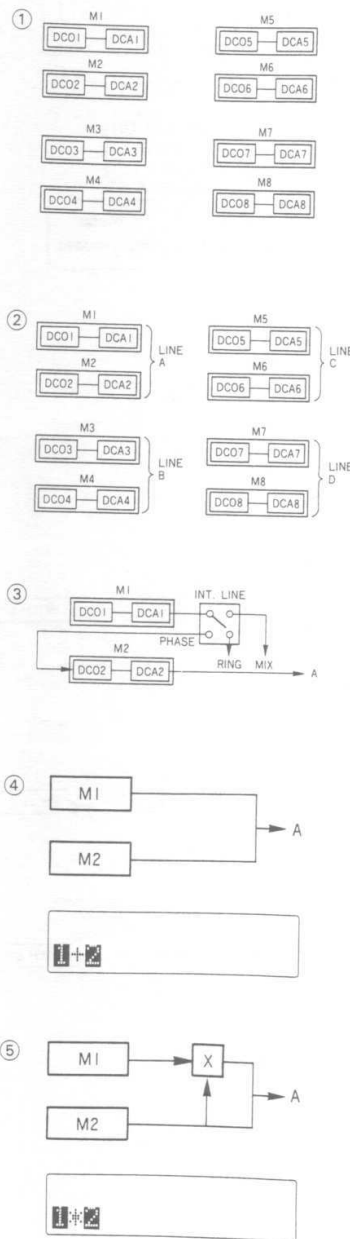 ①
M1 M5
DCO1 DCA1 DCO5 DCA5
M2 M6
DCO2 DCA2 DCO6 DCA6
M3 M7
DCO3 DCA3 DCO7 DCA7
M4 M8
DCO4 DCA4 DCO8 DCA8
②
M1 M5
DCO1 DCA1 DCO5 DCA5
LINE A LINE C
M2 M6
DCO2 DCA2 DCO6 DCA6
M3 M7
DCO3 DCA3 DCO7 DCA7
LINE B LINE D
M4 M8
DCO4 DCA4 DCO8 DCA8
③
M1 INT. LINE
DCO1 DCA1
M2 PHASE
DCO2 DCA2 RING MIX A
④
M1
A
M2
1+2
⑤
M1 X
A
M2
1*2